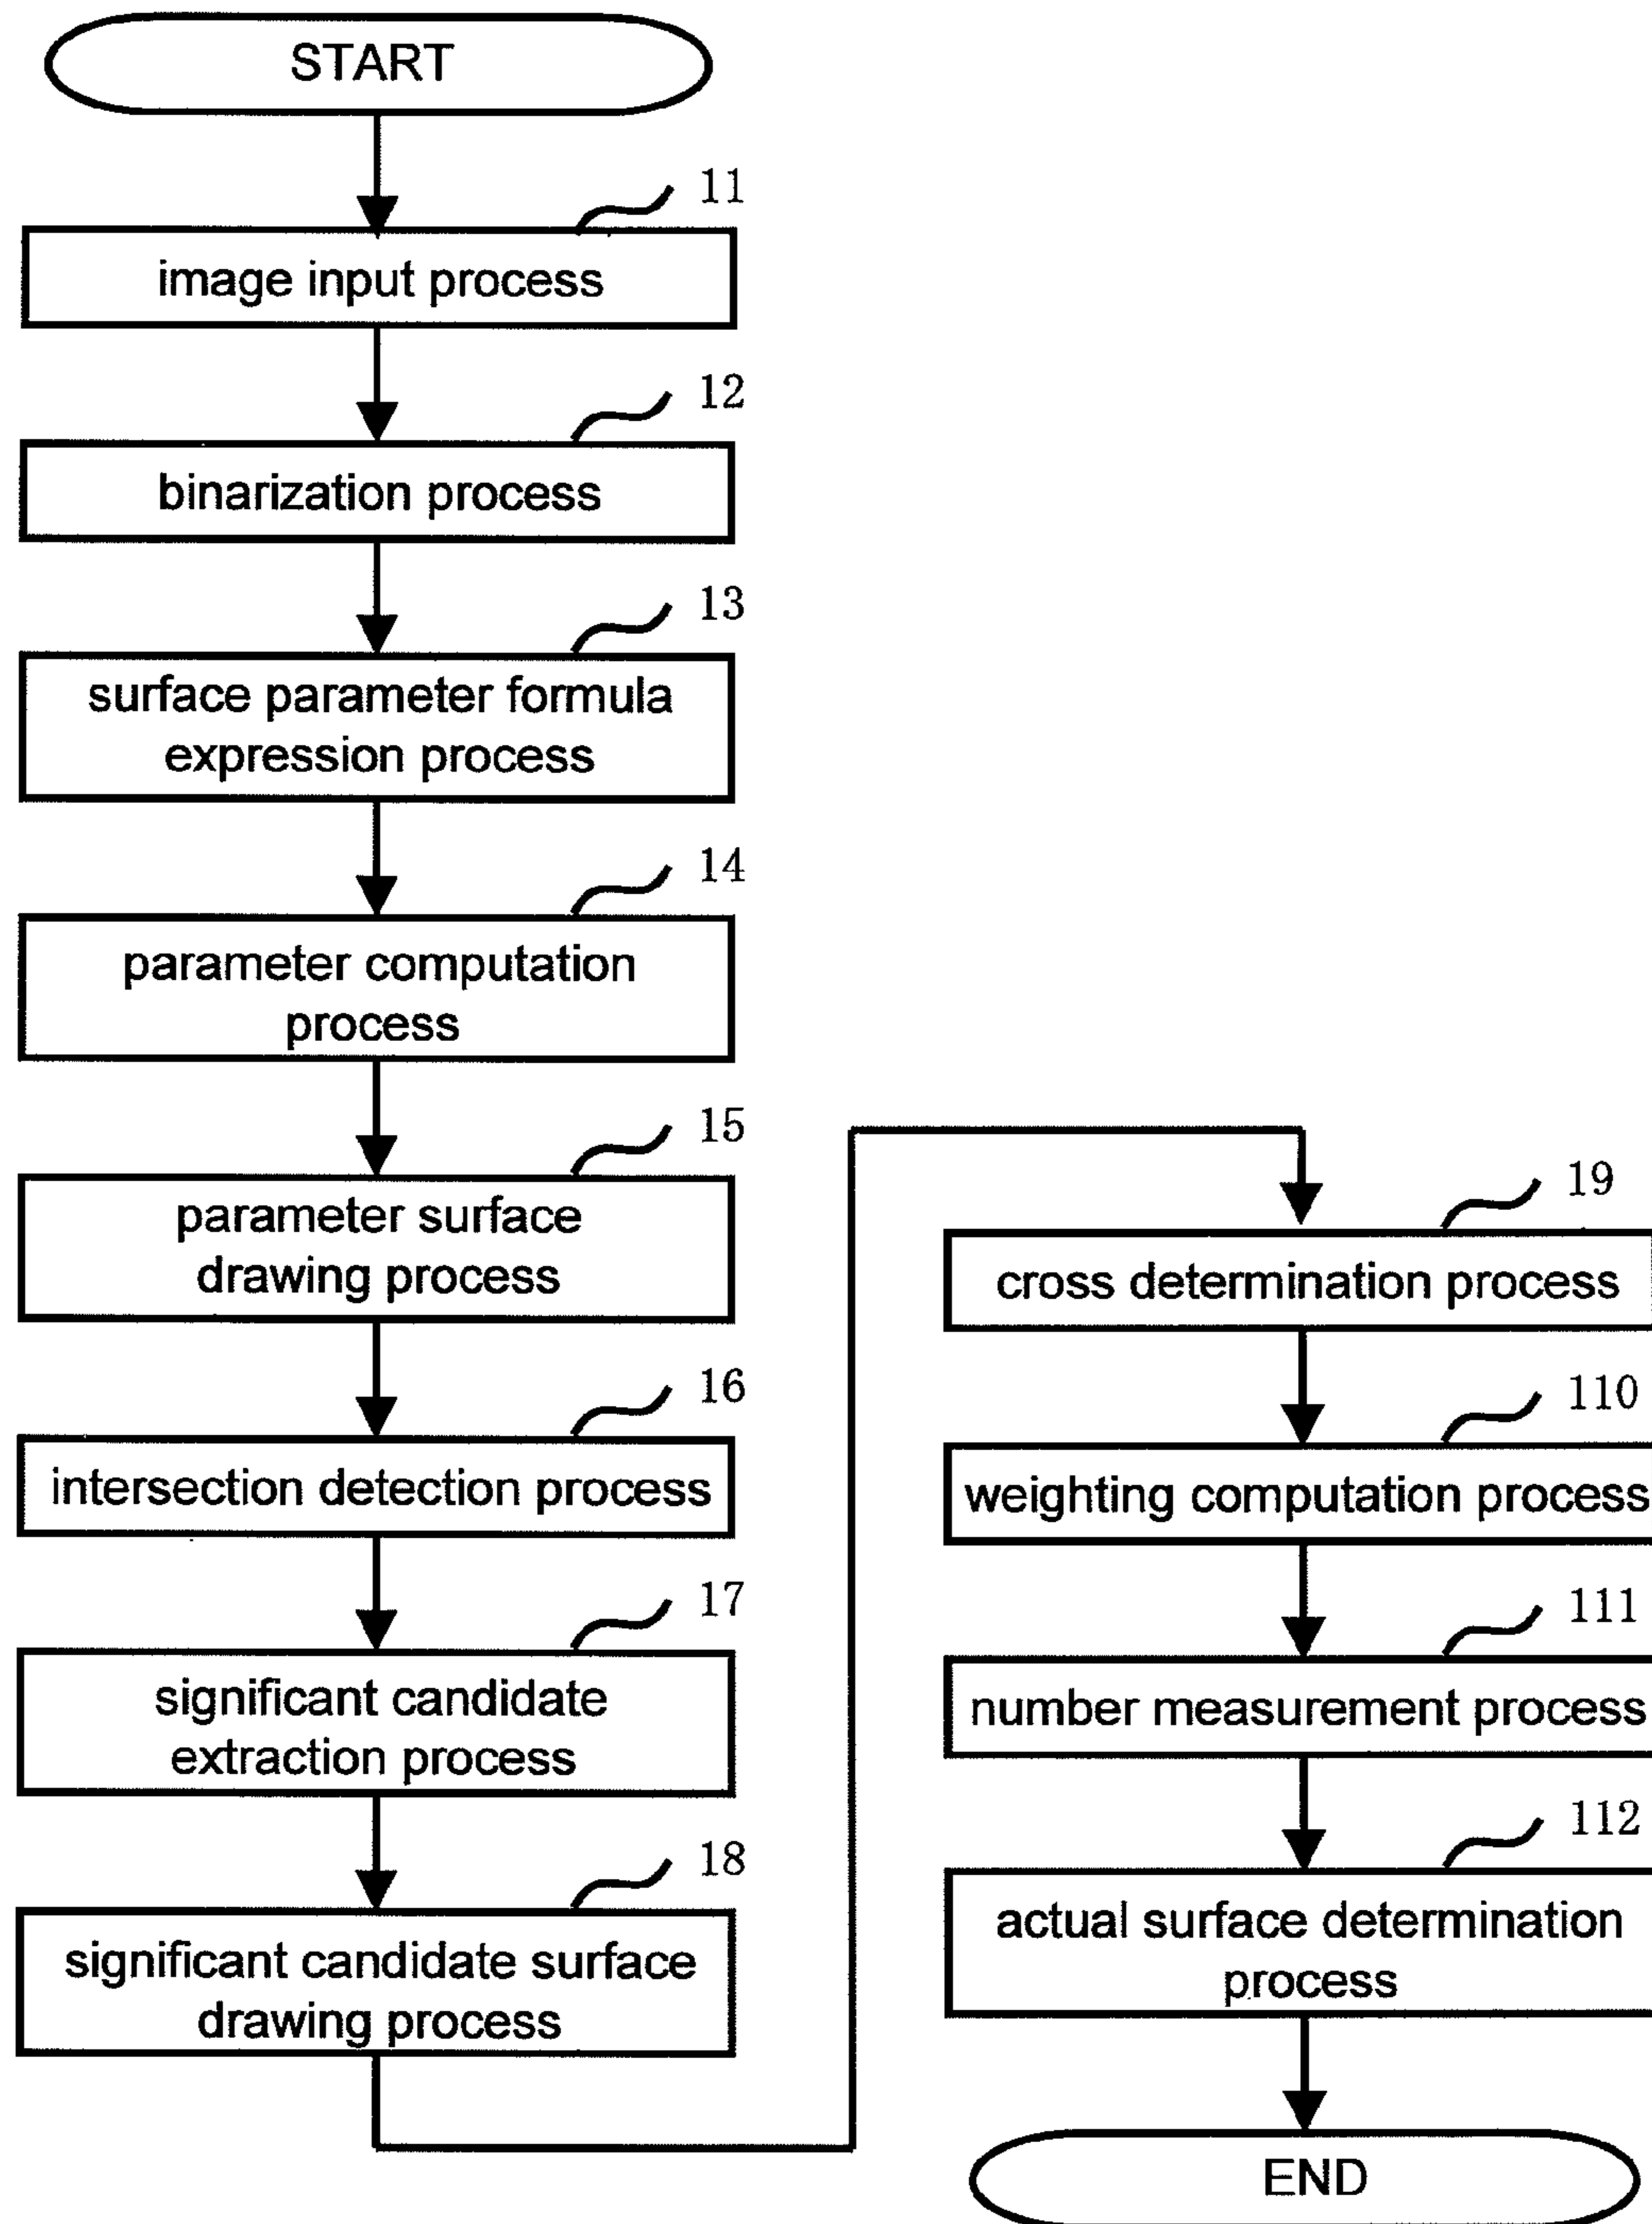 START
11
image input process
12
binarization process
13
surface parameter formula
expression process
14
parameter computation
process
15
parameter surface
drawing process
16
intersection detection process
17
significant candidate
extraction process
18
significant candidate surface
drawing process
19
cross determination process
110
weighting computation process
111
number measurement process
112
actual surface determination
process
END